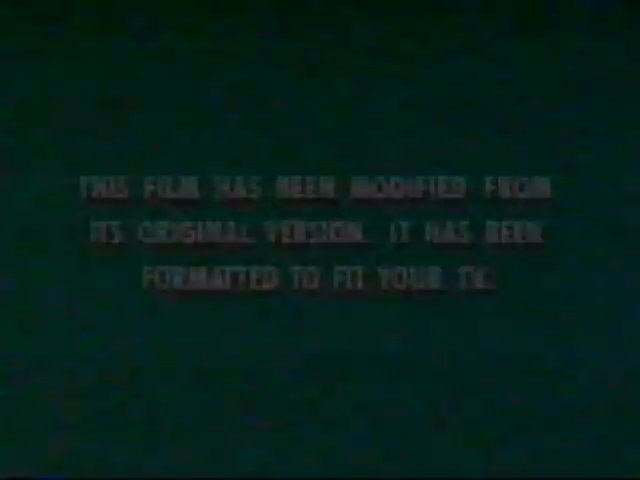 THIS FILM HAS BEEN MODIFIED FROM
ITS ORIGINAL VERSION. IT HAS BEEN
FORMATTED TO FIT YOUR TV.